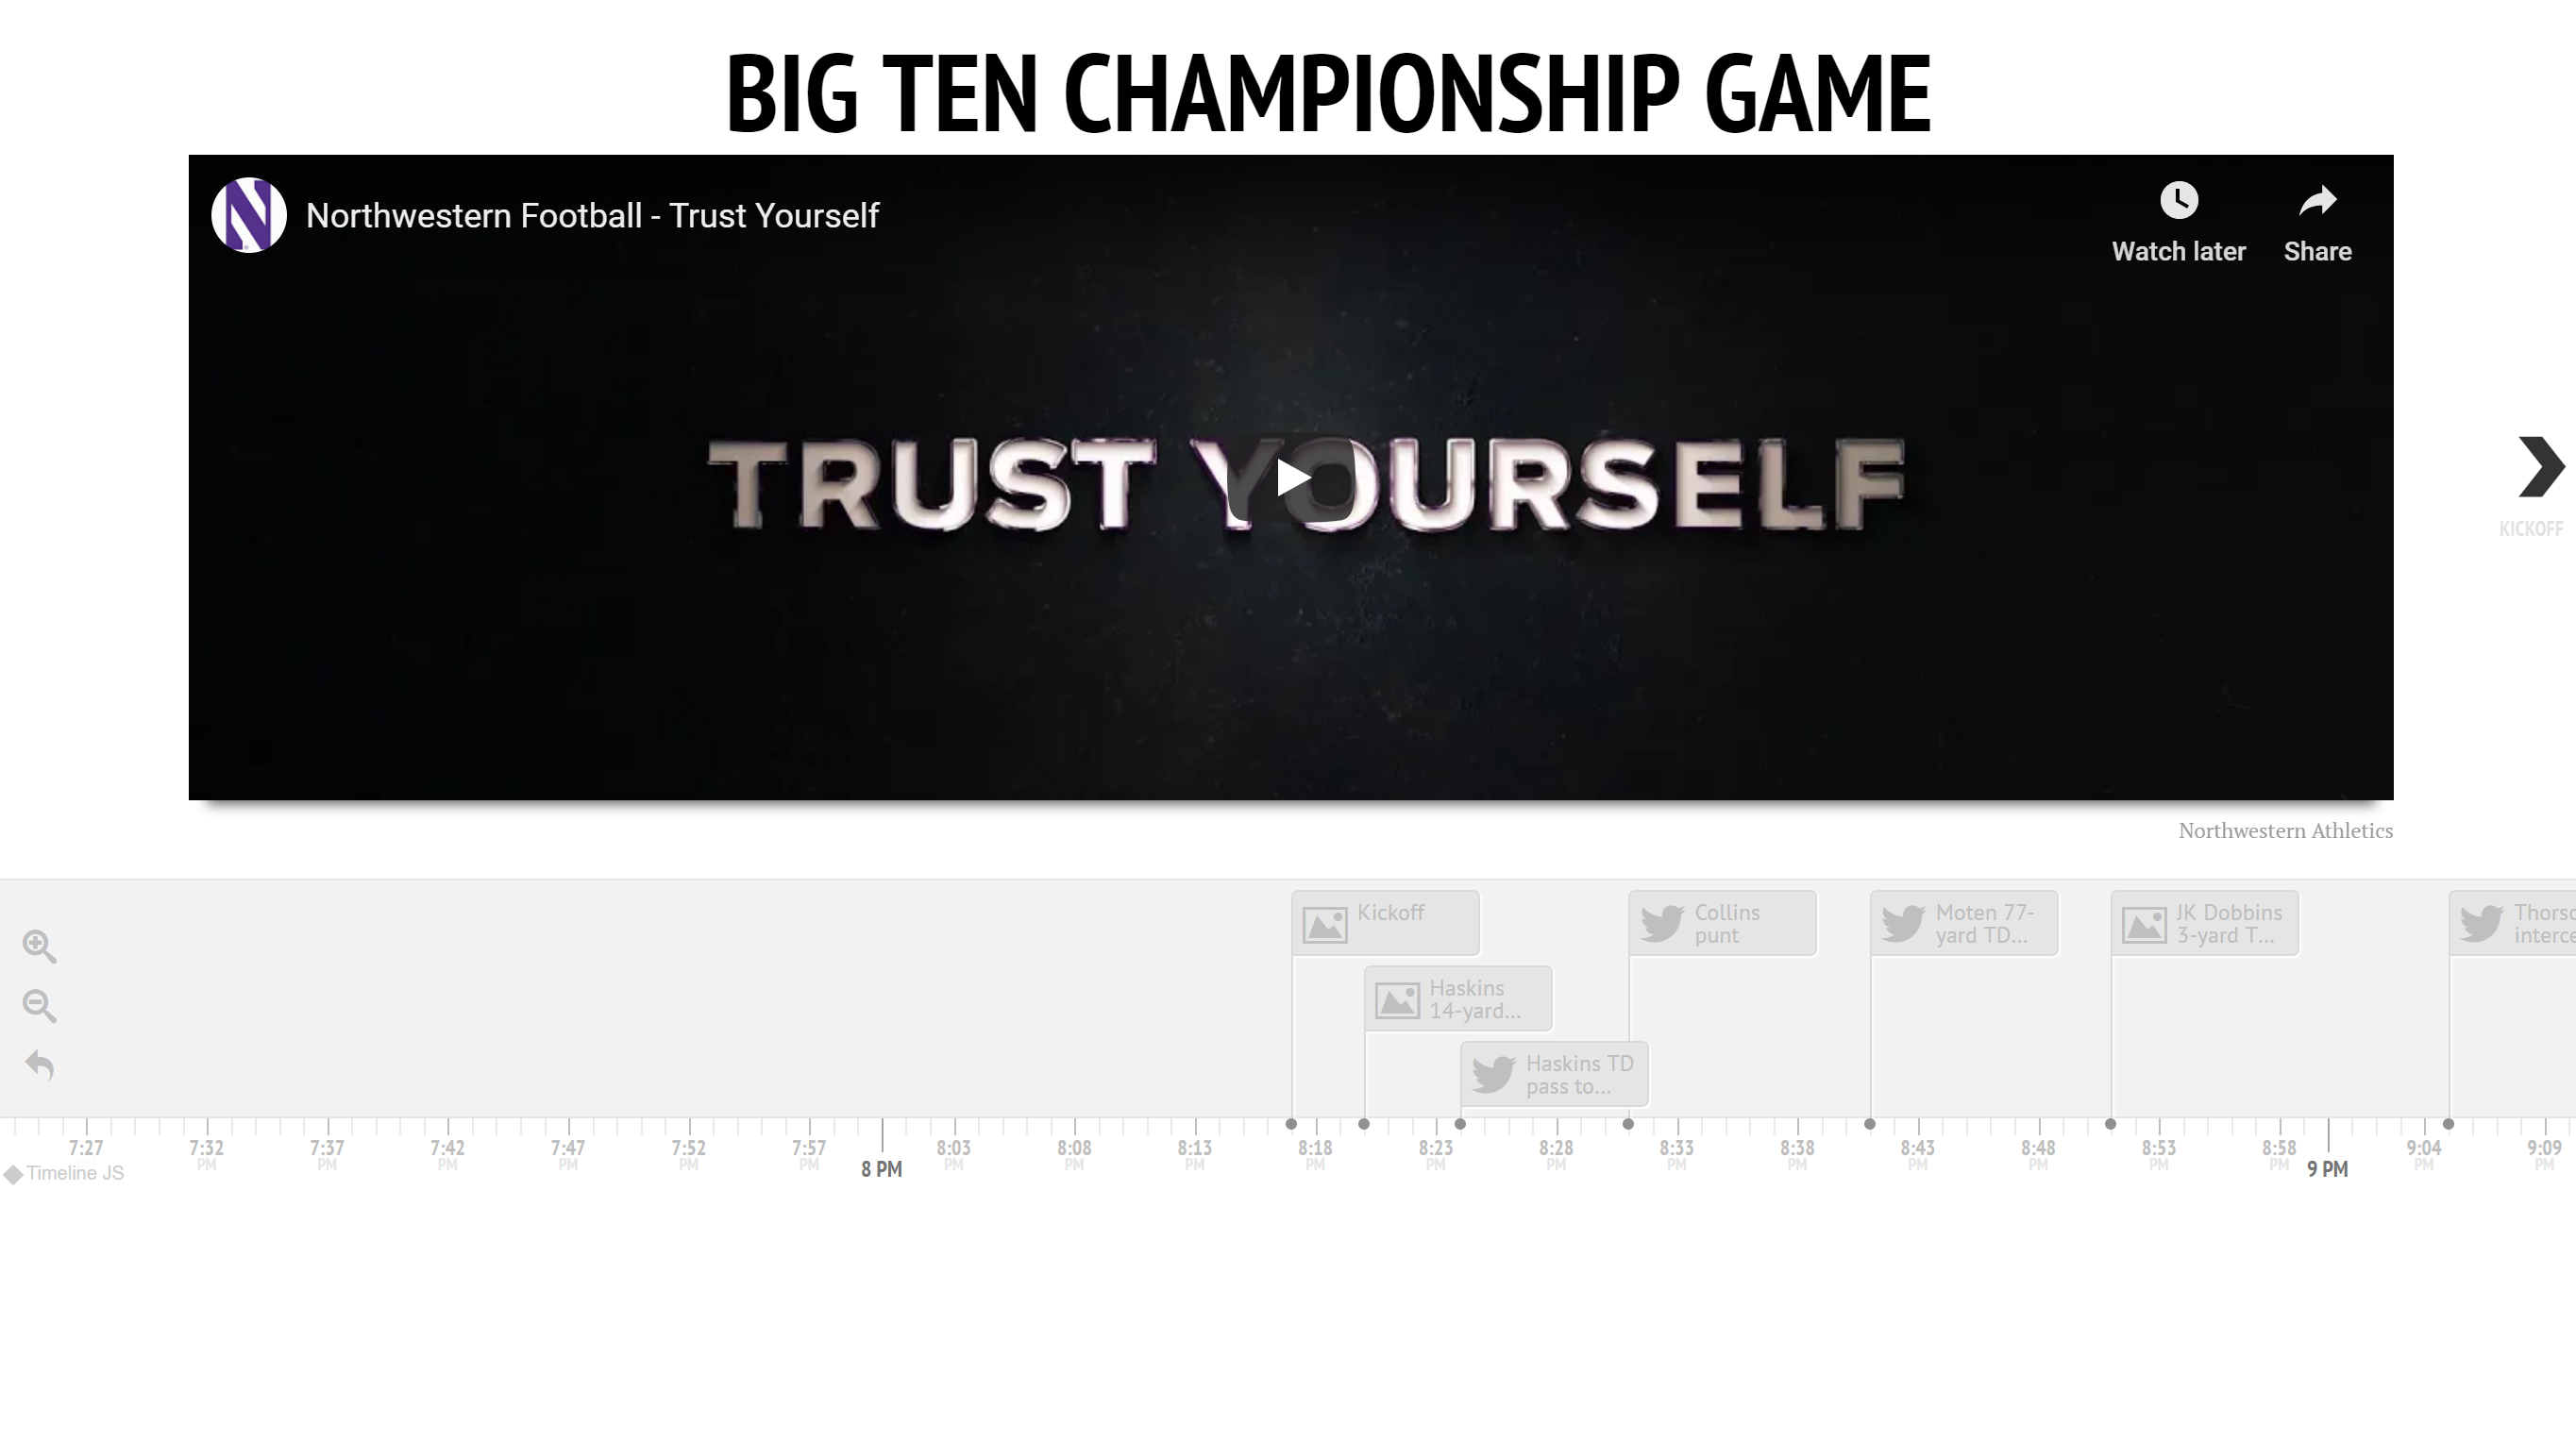 BIG TEN CHAMPIONSHIP GAME
N
Northwestern Football - Trust Yourself
Watch later
Share
TRUST YOURSELF
KICKOFF
Northwestern Athletics
Kickoff
Collins
punt
Moten 77-
yard TD...
JK Dobbins
3-yard T...
Thorso
interce
Haskins
14-yard...
Haskins TD
pass to...
7:27 7:32 PM 7:37 PM 7:42 PM 7:47 PM 7:52 PM 7:57 PM 8 PM 8:03 PM 8:08 PM 8:13 PM 8:18 PM 8:23 PM 8:28 PM 8:33 PM 8:38 PM 8:43 PM 8:48 PM 8:53 PM 8:58 PM 9 PM 9:04 PM 9:09 PM
Timeline JS